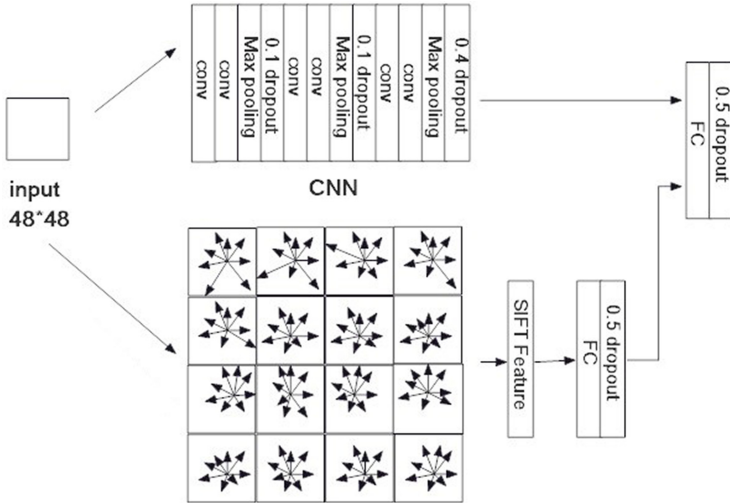 input
48*48
conv
conv
Max pooling
0.1 dropout
conv
conv
Max pooling
0.1 dropout
conv
conv
Max pooling
0.4 dropout
CNN
SIFT Feature
FC
0.5 dropout
FC
0.5 dropout